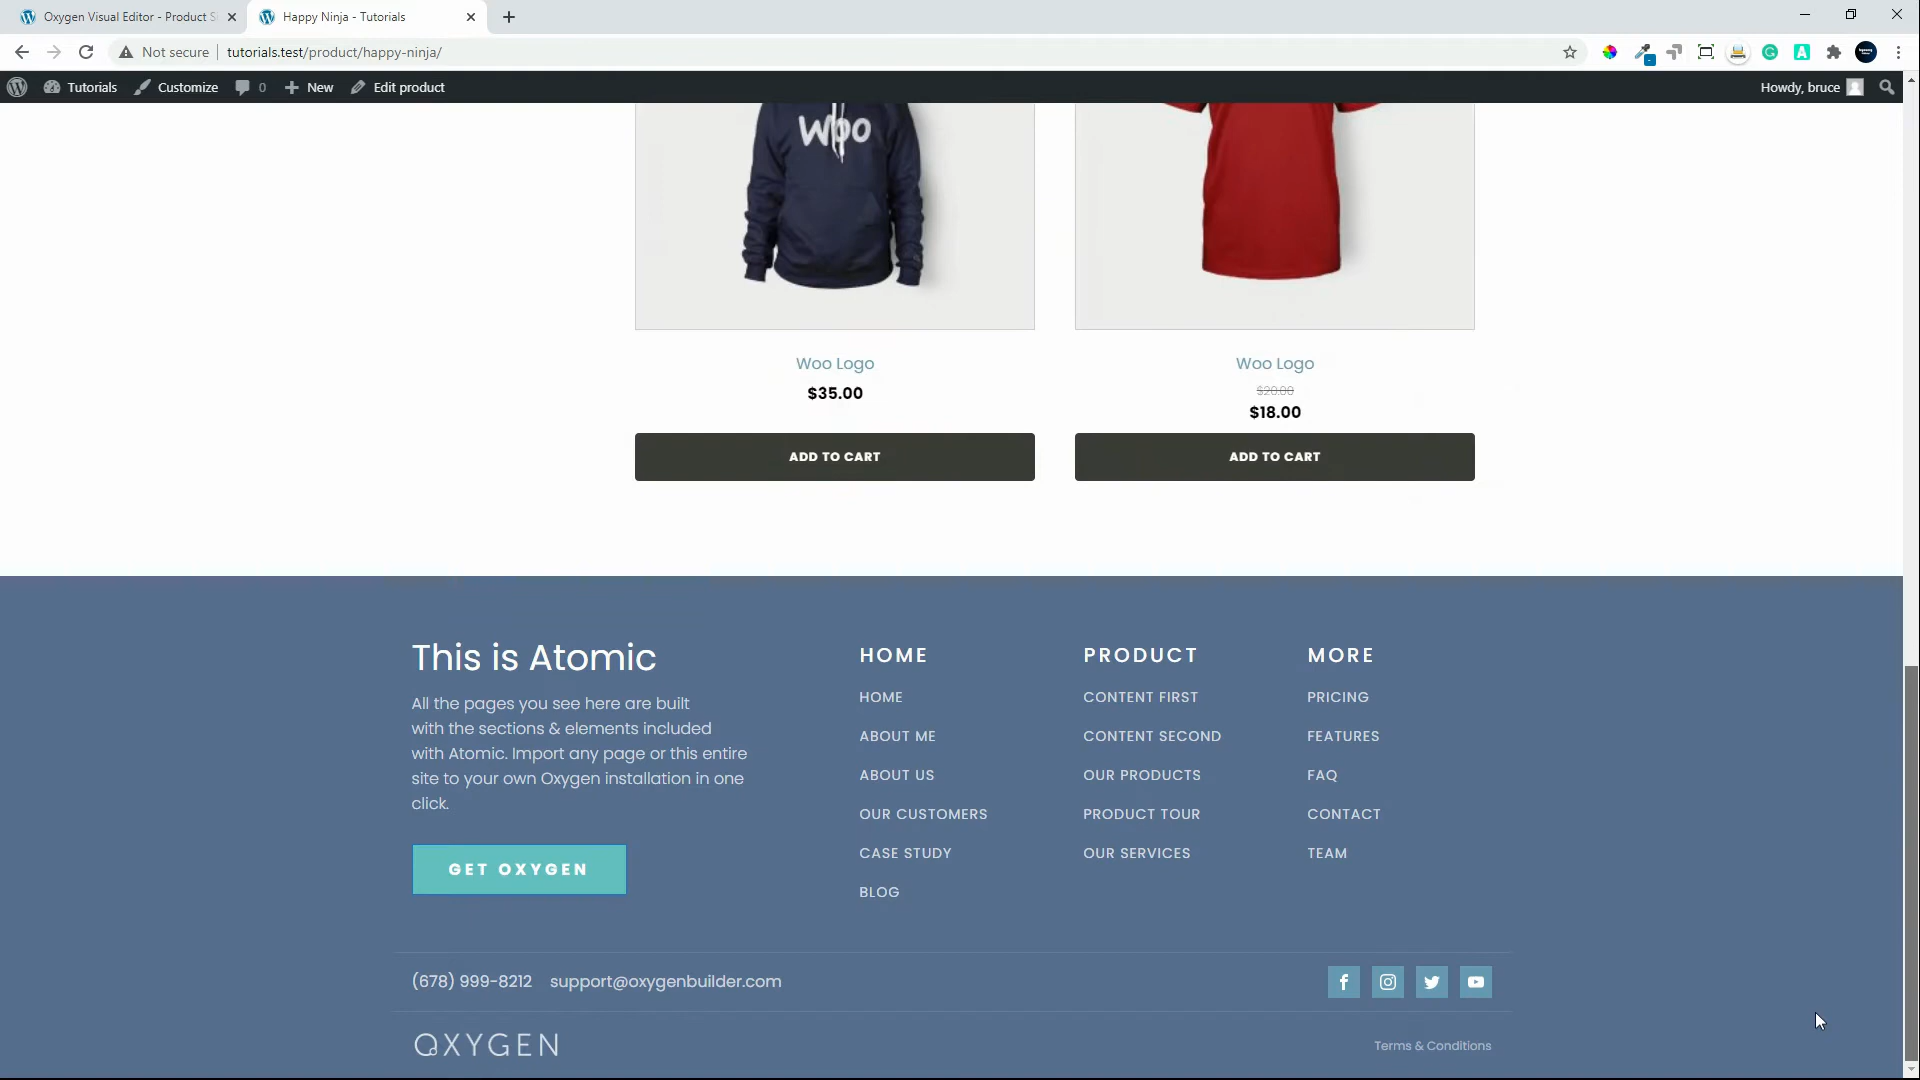 Oxygen Visual Editor - Product S
Happy Ninja - Tutorials
Not secure
tutorials.test/product/happy-ninja/
Tutorials
Customize
0
New
Edit product
Howdy, bruce
Woo
Woo Logo
$35.00
ADD TO CART
Woo Logo
$20.00
$18.00
ADD TO CART
This is Atomic
All the pages you see here are built
with the sections & elements included
with Atomic. Import any page or this entire
site to your own Oxygen installation in one
click.
GET OXYGEN
HOME
HOME
ABOUT ME
ABOUT US
OUR CUSTOMERS
CASE STUDY
BLOG
PRODUCT
CONTENT FIRST
CONTENT SECOND
OUR PRODUCTS
PRODUCT TOUR
OUR SERVICES
MORE
PRICING
FEATURES
FAQ
CONTACT
TEAM
(678) 999-8212
support@oxygenbuilder.com
OXYGEN
Terms & Conditions